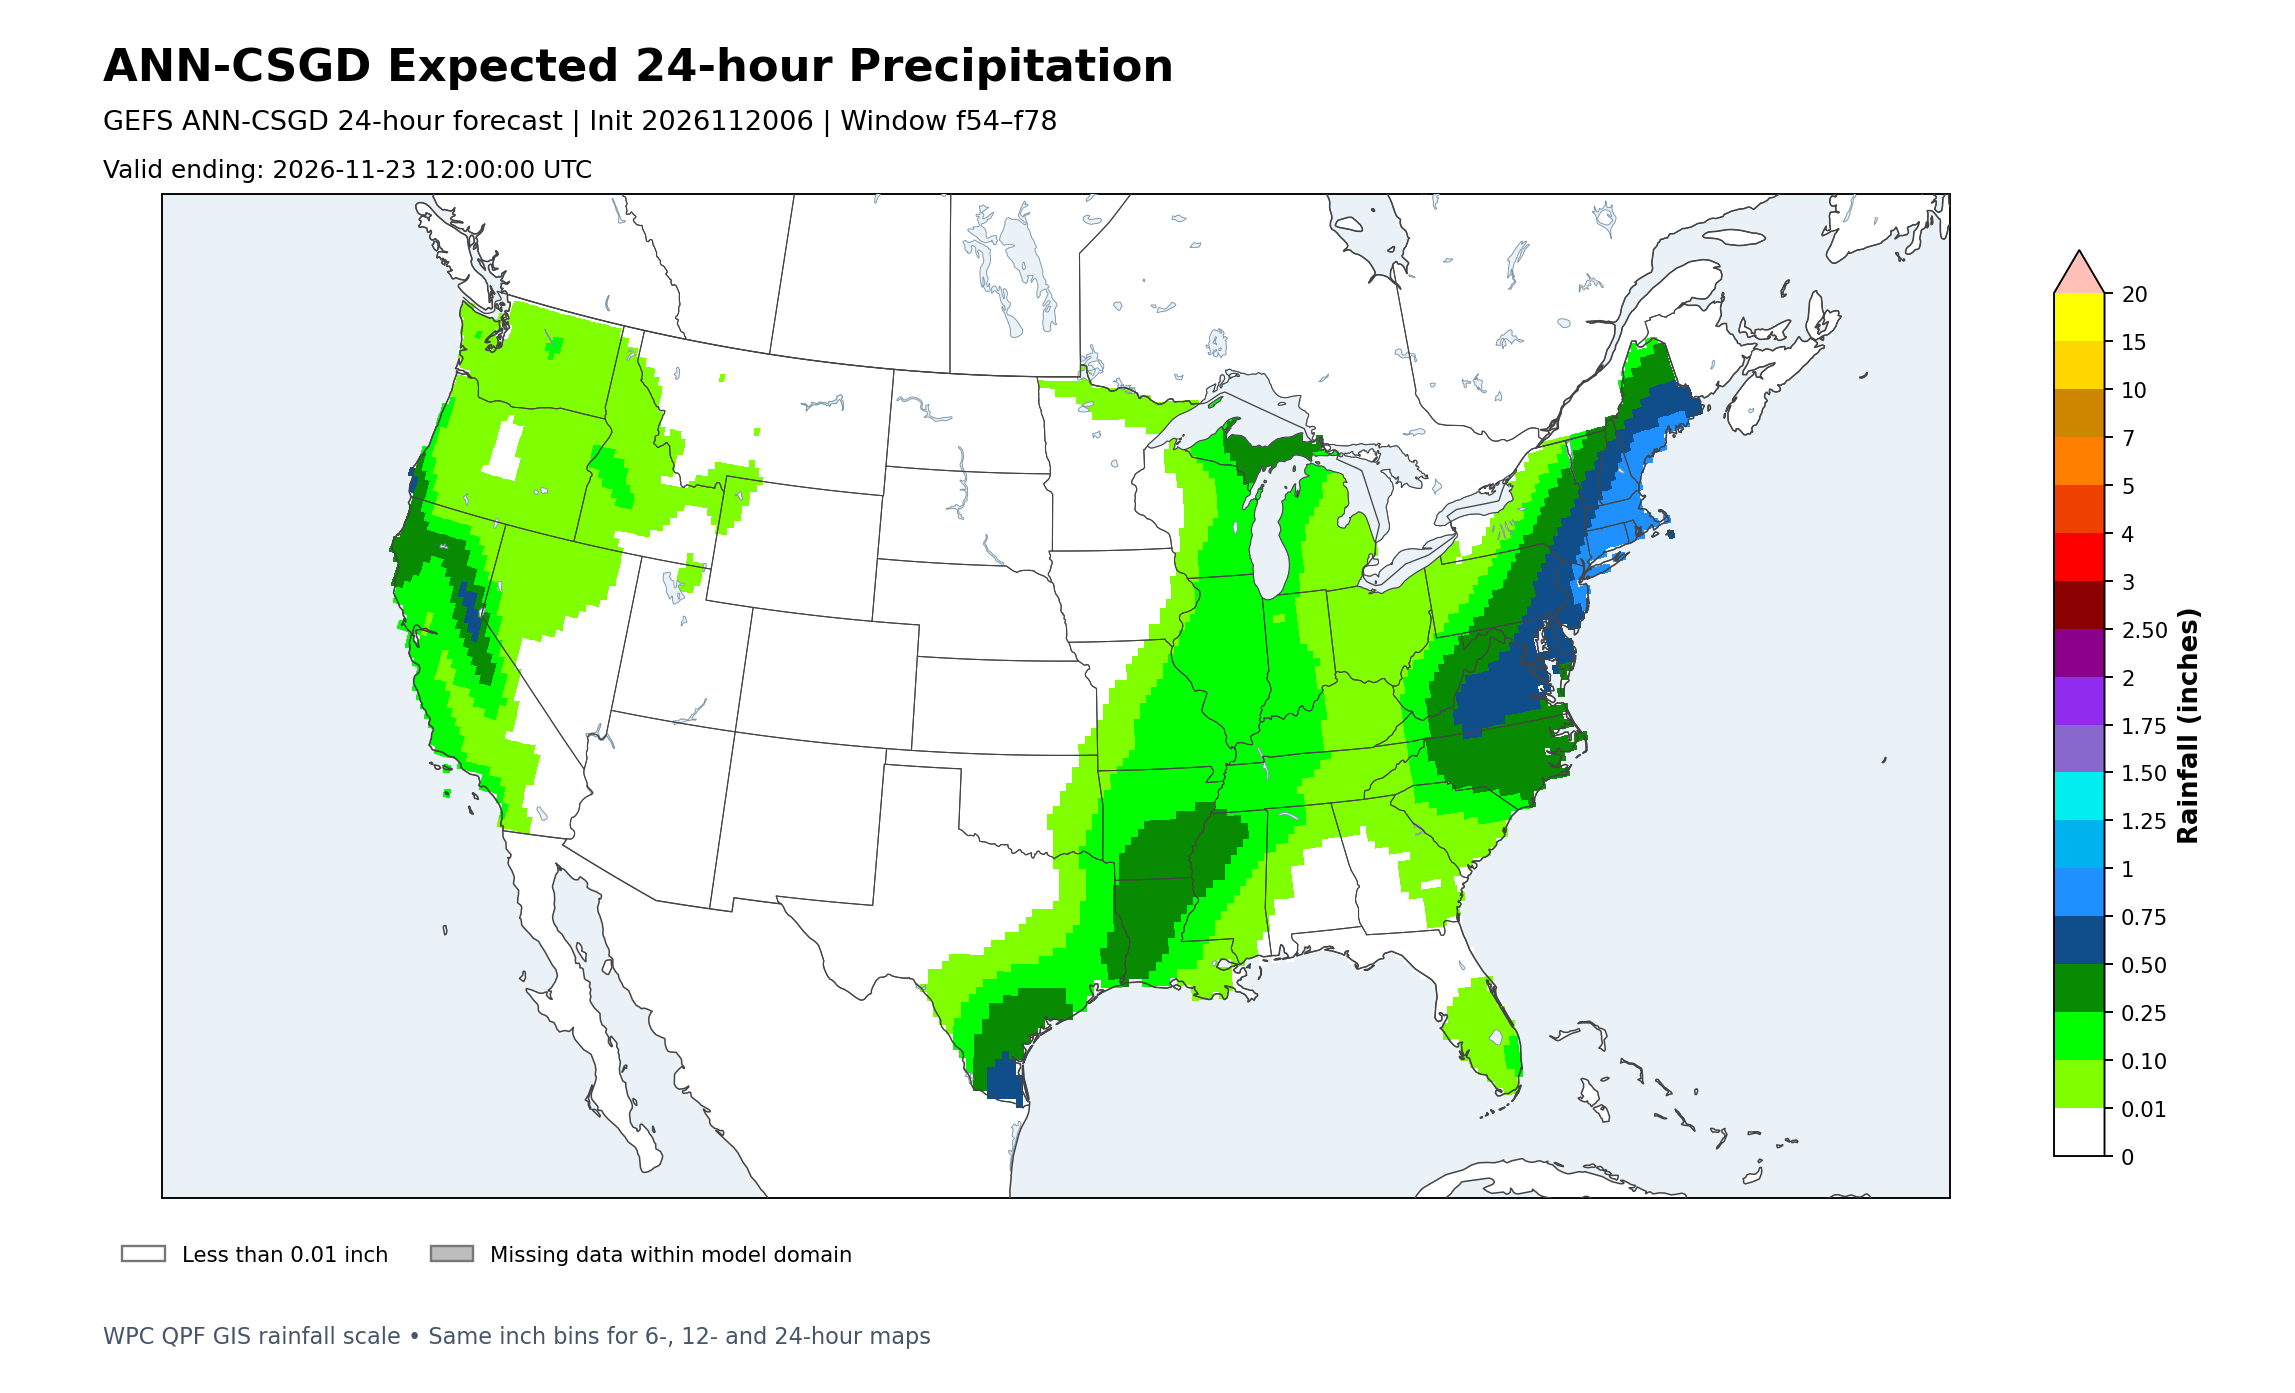 ANN-CSGD Expected 24-hour Precipitation
GEFS ANN-CSGD 24-hour forecast | Init 2026112006 | Window f54–f78
Valid ending: 2026-11-23 12:00:00 UTC
20
15
10
7
5
4
3
2.50
2
1.75
1.50
1.25
1
0.75
0.50
0.25
0.10
0.01
0
Rainfall (inches)
Less than 0.01 inch
Missing data within model domain
WPC QPF GIS rainfall scale • Same inch bins for 6-, 12- and 24-hour maps